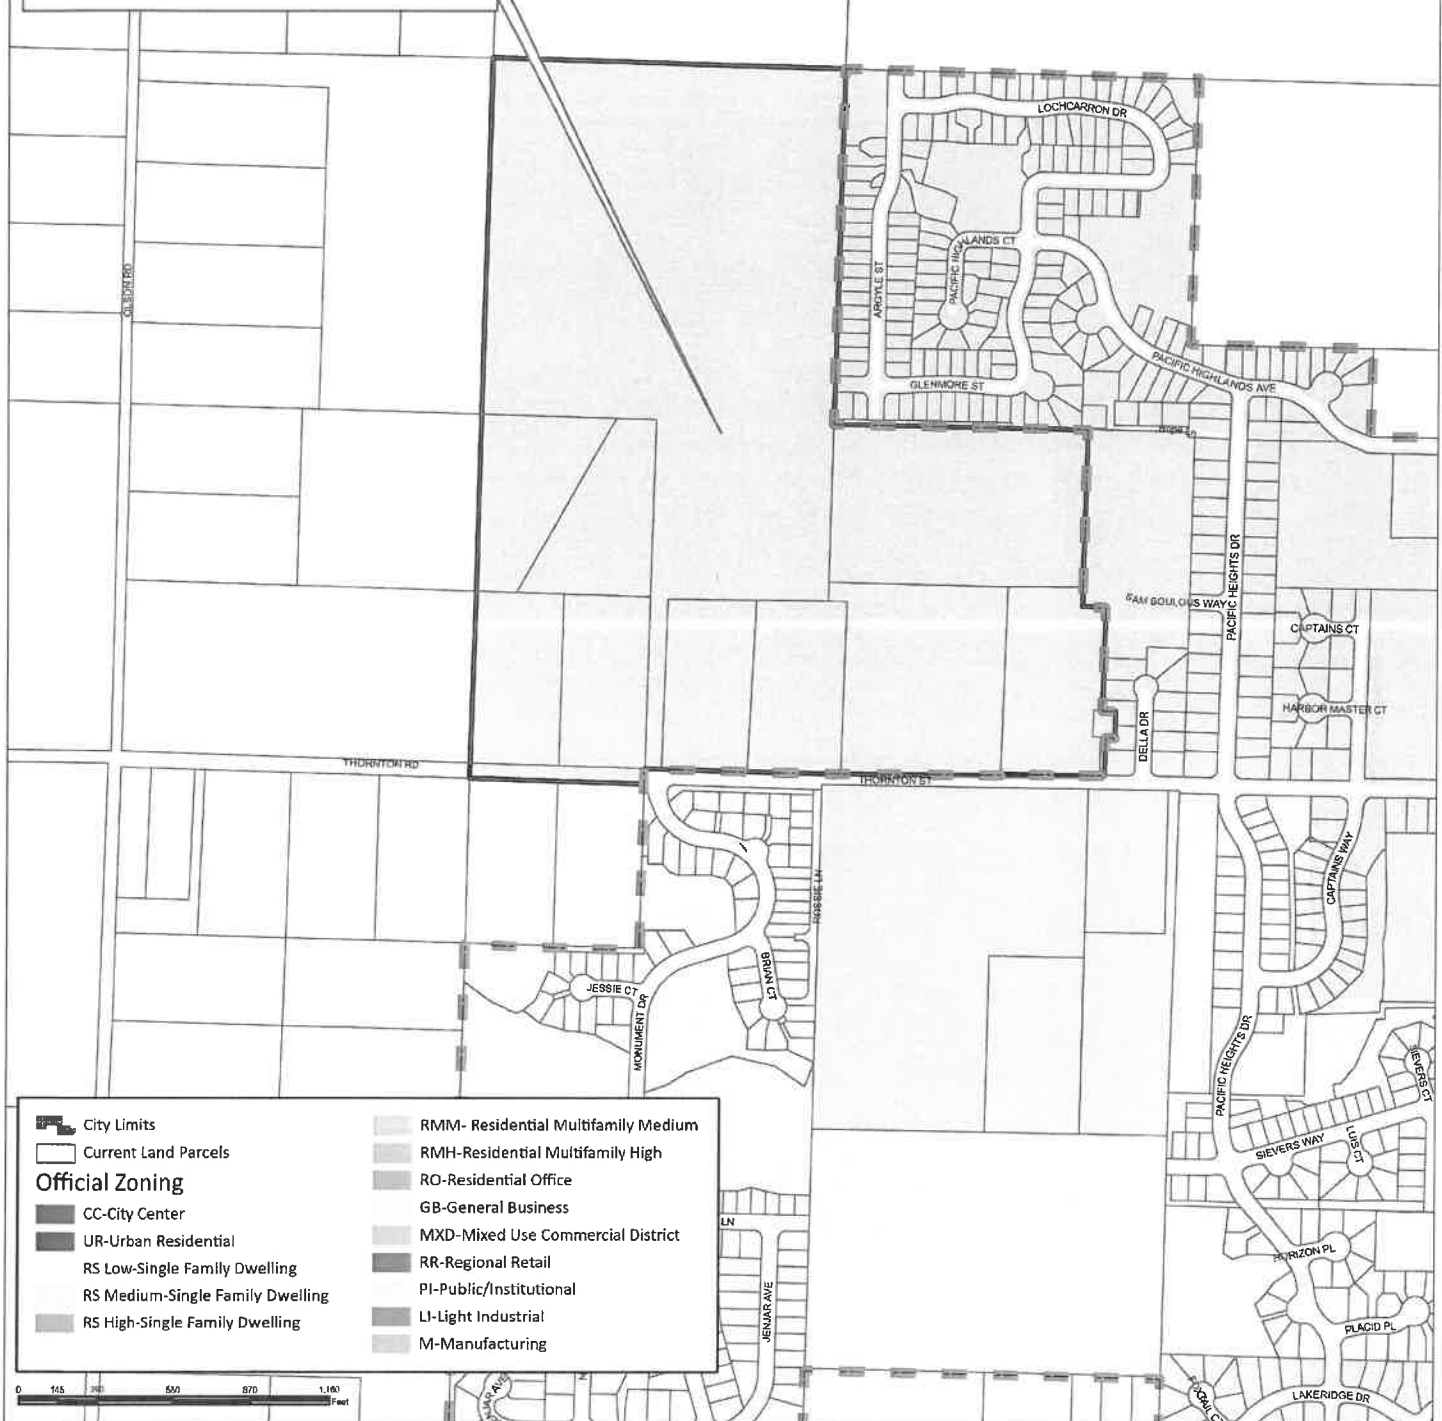 LOCHCARRON DR
OLSON RD
ARGYLE ST
PACIFIC HIGHLANDS CT
GLENMORE ST
PACIFIC HIGHLANDS AVE
PACIFIC HEIGHTS DR
SAM BOULOUS WAY
CAPTAINS CT
HARBOR MASTER CT
DELLA DR
THORNTON RD
THORNTON ST
ROSSIE LN
CAPTAINS WAY
BRIAN CT
JESSIE CT
MONUMENT DR
PACIFIC HEIGHTS DR
SIEVERS CT
SIEVERS WAY
LUIS CT
LN
JENJAR AVE
HORIZON PL
PLACID PL
LAKERIDGE DR
City Limits
Current Land Parcels
Official Zoning
CC-City Center
UR-Urban Residential
RS Low-Single Family Dwelling
RS Medium-Single Family Dwelling
RS High-Single Family Dwelling
RMM- Residential Multifamily Medium
RMH-Residential Multifamily High
RO-Residential Office
GB-General Business
MXD-Mixed Use Commercial District
RR-Regional Retail
PI-Public/Institutional
LI-Light Industrial
M-Manufacturing
0 145 290 580 870 1,160
Feet